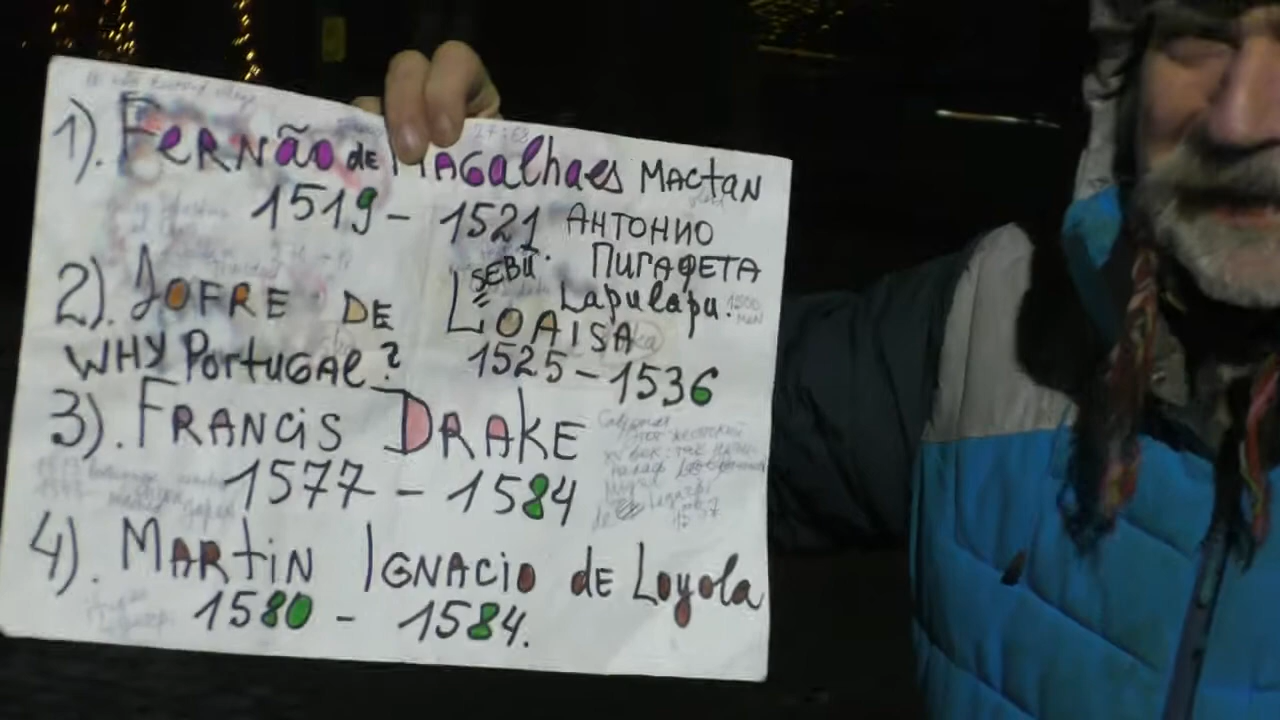 1). FERNãO DE MAGAlhaes MACTAN
1519 - 1521 АНТОНИО
ПИГАФЕТА
SEBU. Lapulapu.
2). JOFRE DE LOAISA
WHY PORTUGAL? 1525 - 1536
3). FRANCIS DRAKE
1577 - 1584
4). MARTIN IGNACIO dE Loyola
1580 - 1584.